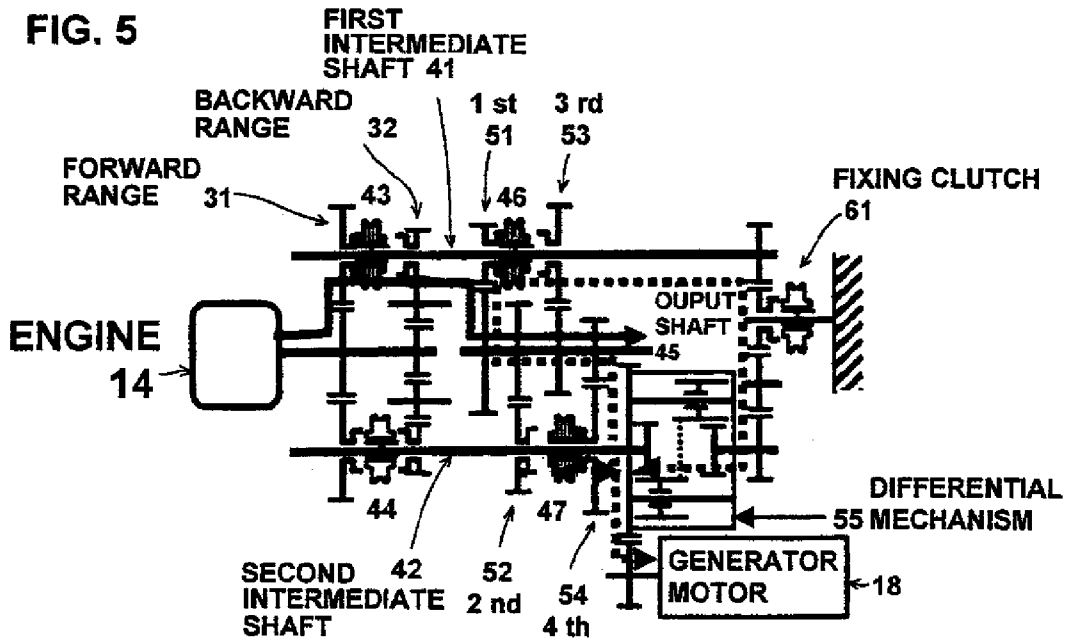 FIG. 5
FIRST
INTERMEDIATE
SHAFT 41
BACKWARD
RANGE
32
1 st
51
3 rd
53
FORWARD
RANGE
31
43
46
FIXING CLUTCH
61
ENGINE
14
OUPUT
SHAFT
45
44
42
SECOND
INTERMEDIATE
SHAFT
52
2 nd
47
54
4 th
DIFFERENTIAL
55 MECHANISM
GENERATOR
MOTOR
18